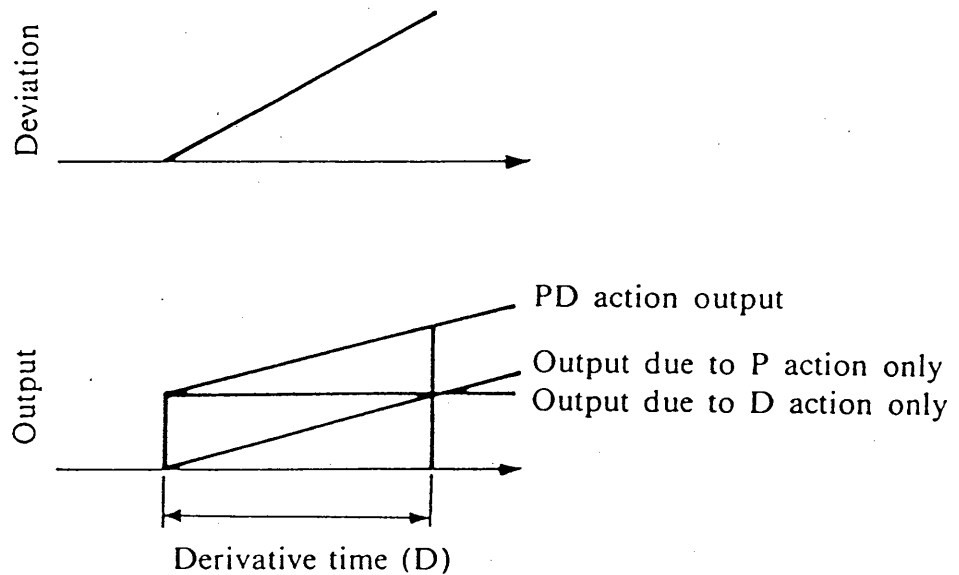 Deviation
PD action output
Output due to P action only
Output due to D action only
Output
Derivative time (D)